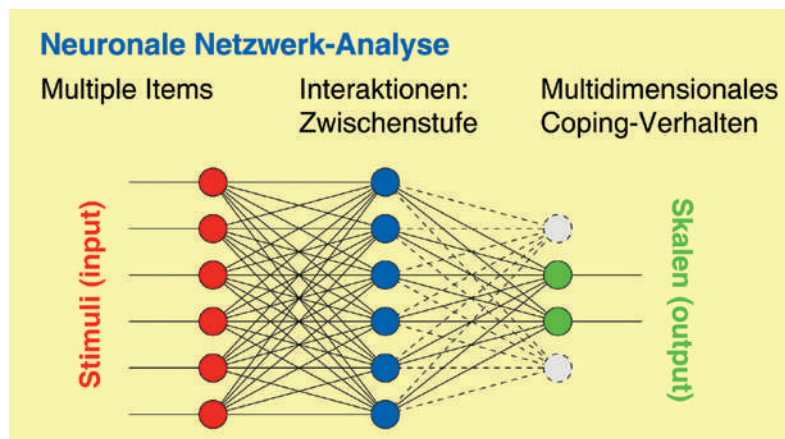 Neuronale Netzwerk-Analyse
Multiple Items
Interaktionen:
Zwischenstufe
Multidimensionales
Coping-Verhalten
Stimuli (input)
Skalen (output)